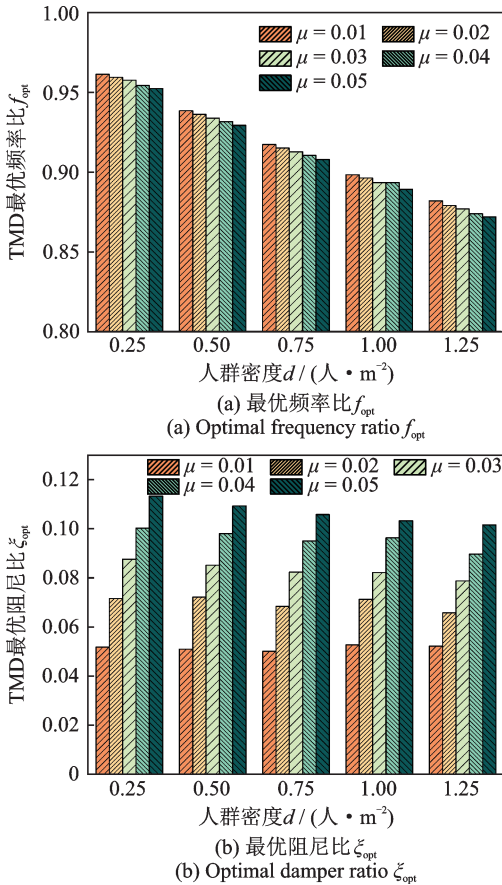 1.00
0.95
0.90
0.85
0.80
TMD最优频率比f_opt
μ = 0.01 μ = 0.02
μ = 0.03 μ = 0.04
μ = 0.05
0.25 0.50 0.75 1.00 1.25
人群密度d / (人·m⁻²)
(a) 最优频率比f_opt
(a) Optimal frequency ratio f_opt
0.12
0.10
0.08
0.06
0.04
0.02
0
TMD最优阻尼比ξ_opt
μ = 0.01 μ = 0.02 μ = 0.03
μ = 0.04 μ = 0.05
0.25 0.50 0.75 1.00 1.25
人群密度d / (人·m⁻²)
(b) 最优阻尼比ξ_opt
(b) Optimal damper ratio ξ_opt